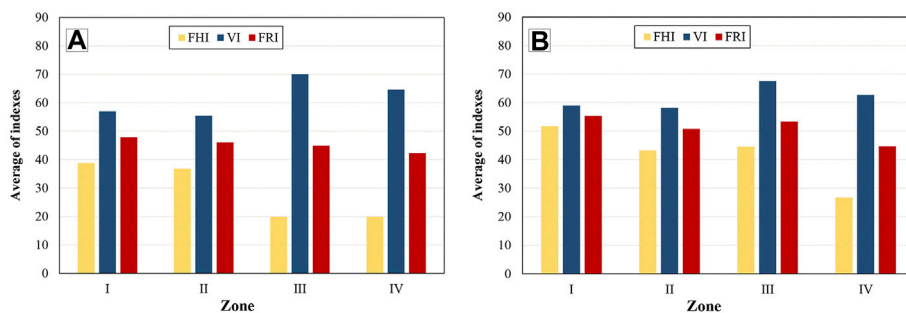 A
FHI VI FRI
Average of indexes
90
80
70
60
50
40
30
20
10
0
I II III IV
Zone
B
FHI VI FRI
Average of indexes
90
80
70
60
50
40
30
20
10
0
I II III IV
Zone